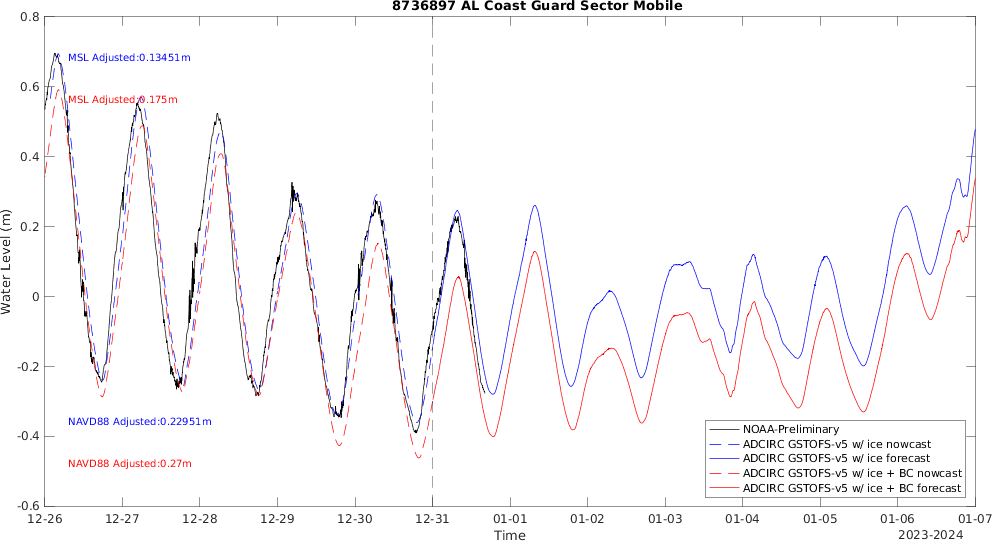 8736897 AL Coast Guard Sector Mobile
0.8
0.6
0.4
0.2
0
-0.2
-0.4
-0.6
Water Level (m)
MSL Adjusted:0.13451m
MSL Adjusted:0.175m
NAVD88 Adjusted:0.22951m
NAVD88 Adjusted:0.27m
NOAA-Preliminary
ADCIRC GSTOFS-v5 w/ ice nowcast
ADCIRC GSTOFS-v5 w/ ice forecast
ADCIRC GSTOFS-v5 w/ ice + BC nowcast
ADCIRC GSTOFS-v5 w/ ice + BC forecast
12-26 12-27 12-28 12-29 12-30 12-31 01-01 01-02 01-03 01-04 01-05 01-06 01-07
Time
2023-2024